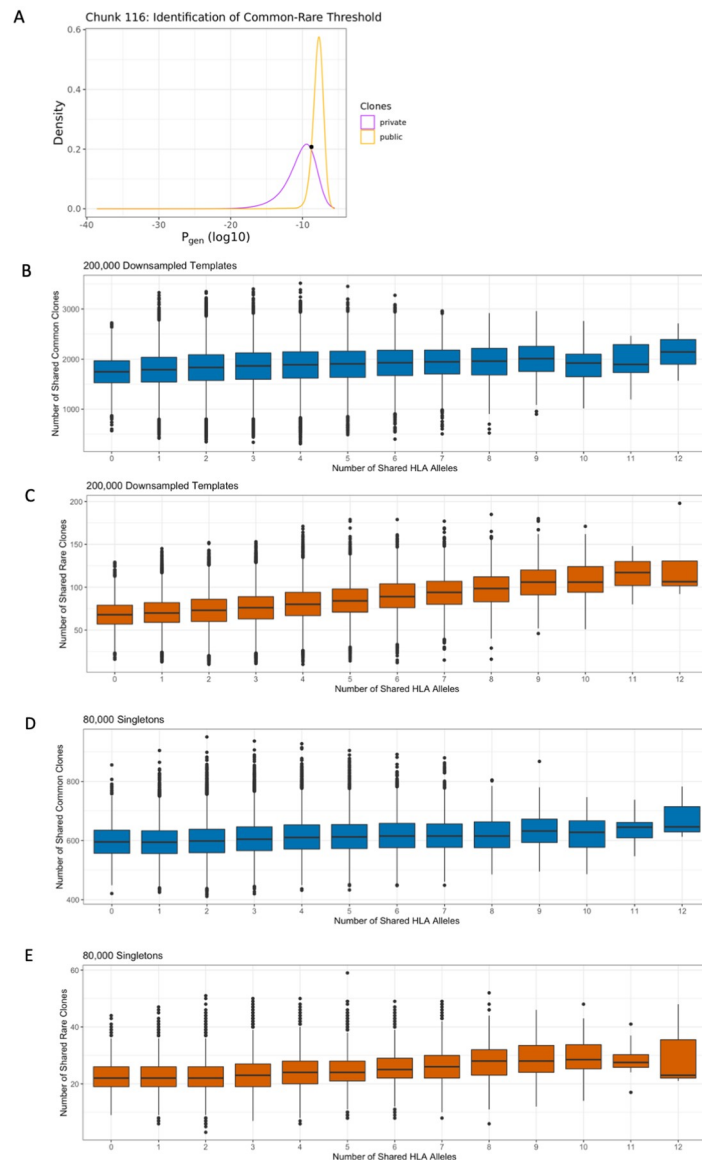 A
Chunk 116: Identification of Common-Rare Threshold
0.6
0.4
0.2
0.0
Density
-40
-30
-20
-10
Pgen (log10)
Clones
private
public
B
200,000 Downsampled Templates
3000
2000
1000
Number of Shared Common Clones
0 1 2 3 4 5 6 7 8 9 10 11 12
Number of Shared HLA Alleles
C
200,000 Downsampled Templates
200
150
100
50
Number of Shared Rare Clones
0 1 2 3 4 5 6 7 8 9 10 11 12
Number of Shared HLA Alleles
D
80,000 Singletons
800
600
400
Number of Shared Common Clones
0 1 2 3 4 5 6 7 8 9 10 11 12
Number of Shared HLA Alleles
E
80,000 Singletons
60
40
20
Number of Shared Rare Clones
0 1 2 3 4 5 6 7 8 9 10 11 12
Number of Shared HLA Alleles